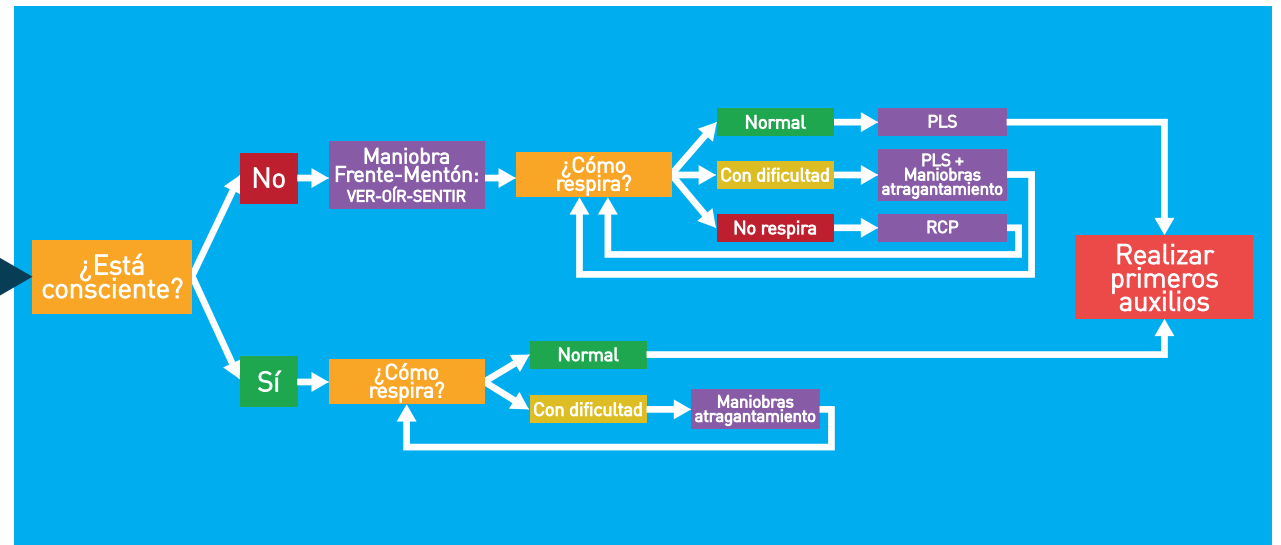 ¿Está
consciente?
No
Maniobra
Frente-Mentón:
VER-OÍR-SENTIR
¿Cómo
respira?
Normal
PLS
Con dificultad
PLS +
Maniobras
atragantamiento
No respira
RCP
Realizar
primeros
auxilios
Sí
¿Cómo
respira?
Normal
Con dificultad
Maniobras
atragantamiento